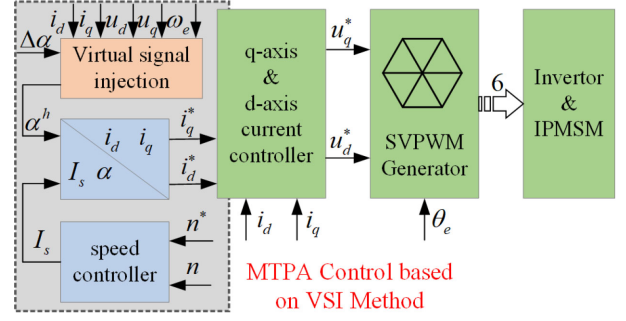 i_d i_q u_d u_q ω_e
Δα
Virtual signal
injection
α^h
i_d i_q
I_s α
i_q^*
i_d^*
I_s
speed
controller
n^*
n
q-axis
&
d-axis
current
controller
i_d i_q
u_q^*
u_d^*
SVPWM
Generator
θ_e
6
Invertor
&
IPMSM
MTPA Control based
on VSI Method